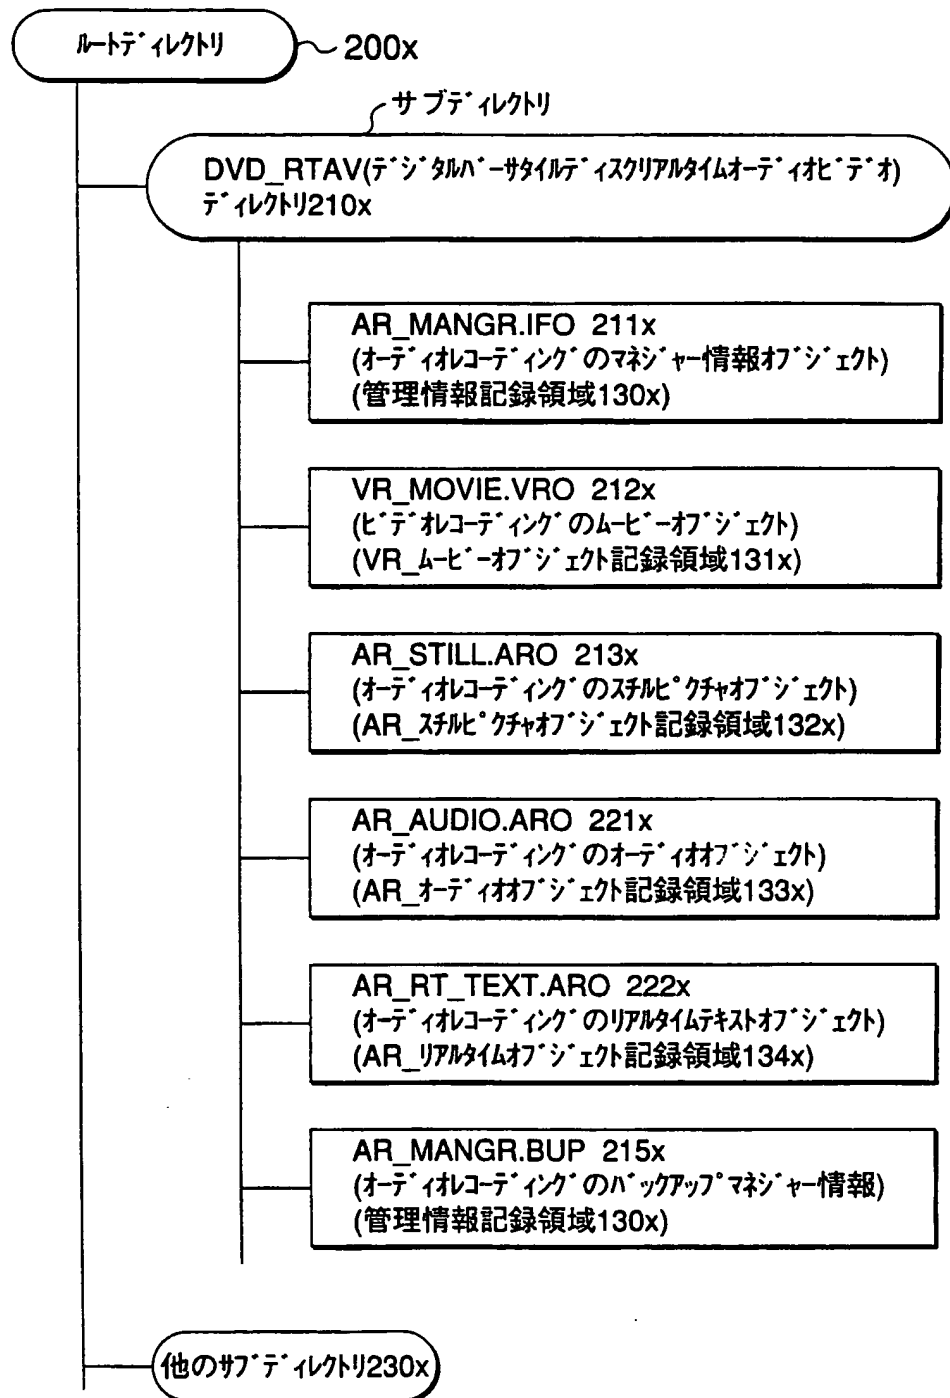 ルートディレクトリ
200x
サブディレクトリ
DVD_RTAV(デジタルバーサタイルディスクリアルタイムオーディオビデオ)
ディレクトリ210x
AR_MANGR.IFO 211x
(オーディオレコーディングのマネジャー情報オブジェクト)
(管理情報記録領域130x)
VR_MOVIE.VRO 212x
(ビデオレコーディングのムービーオブジェクト)
(VR_ムービーオブジェクト記録領域131x)
AR_STILL.ARO 213x
(オーディオレコーディングのスチルピクチャオブジェクト)
(AR_スチルピクチャオブジェクト記録領域132x)
AR_AUDIO.ARO 221x
(オーディオレコーディングのオーディオオブジェクト)
(AR_オーディオオブジェクト記録領域133x)
AR_RT_TEXT.ARO 222x
(オーディオレコーディングのリアルタイムテキストオブジェクト)
(AR_リアルタイムオブジェクト記録領域134x)
AR_MANGR.BUP 215x
(オーディオレコーディングのバックアップマネジャー情報)
(管理情報記録領域130x)
他のサブディレクトリ230x